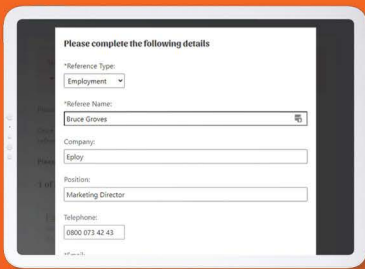 Please complete the following details
*Reference Type:
Employment
*Referee Name:
Bruce Groves
Company:
Eploy
Position:
Marketing Director
Telephone:
0800 073 42 43
*Email: